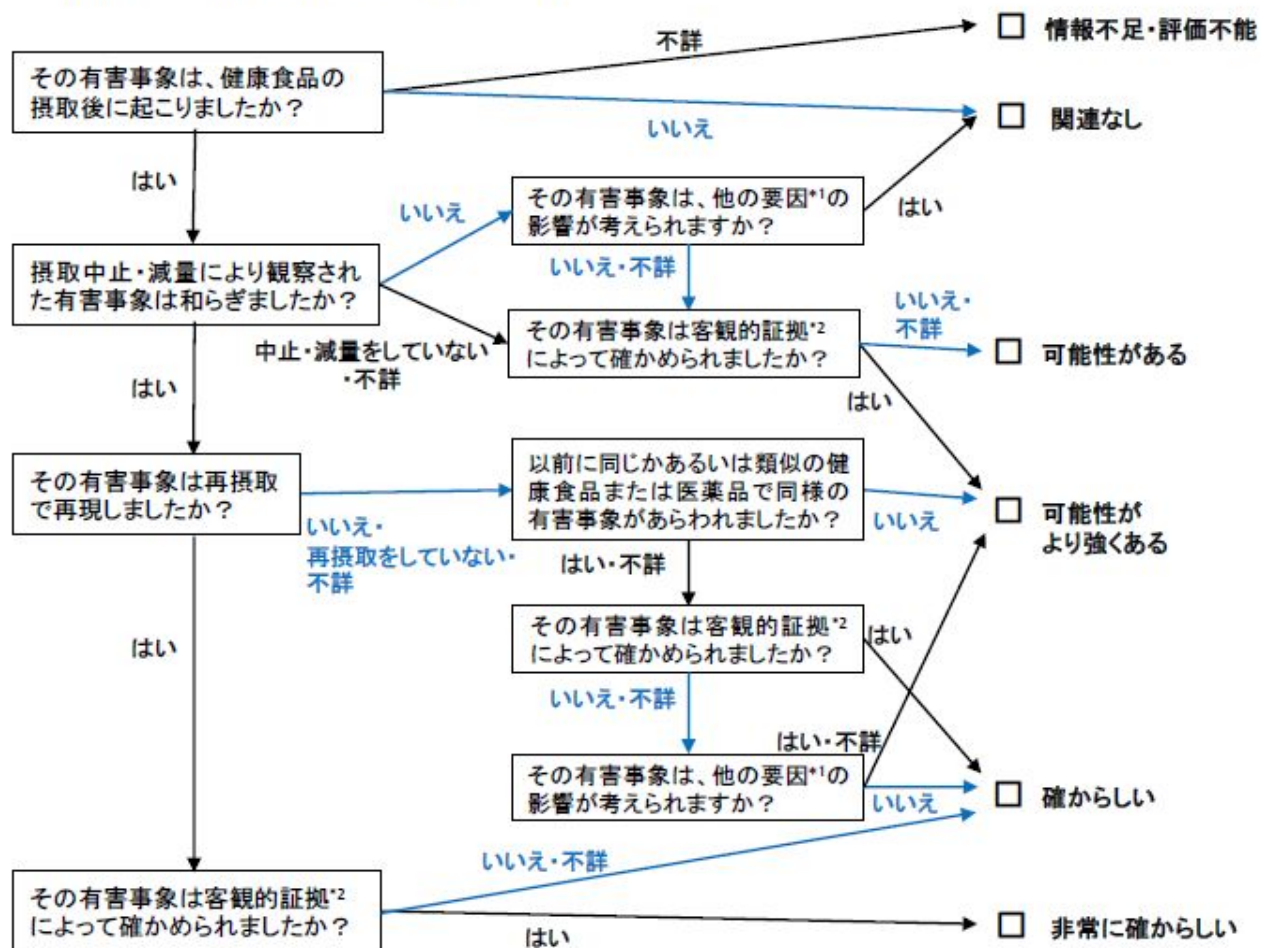 不詳
□ 情報不足・評価不能
その有害事象は、健康食品の
摂取後に起こりましたか？
いいえ
□ 関連なし
はい
いいえ
その有害事象は、他の要因*1の
影響が考えられますか？
はい
摂取中止・減量により観察され
た有害事象は和らぎましたか？
いいえ・不詳
中止・減量をしていない
・不詳
その有害事象は客観的証拠*2
によって確かめられましたか？
いいえ・
不詳
□ 可能性がある
はい
はい
その有害事象は再摂取
で再現しましたか？
いいえ・
再摂取をしていない・
不詳
以前に同じかあるいは類似の健
康食品または医薬品で同様の
有害事象があらわれましたか？
いいえ
□ 可能性が
より強くある
はい・不詳
はい
その有害事象は客観的証拠*2
によって確かめられましたか？
はい
いいえ・不詳
はい・不詳
その有害事象は、他の要因*1の
影響が考えられますか？
いいえ
□ 確からしい
いいえ・不詳
その有害事象は客観的証拠*2
によって確かめられましたか？
はい
□ 非常に確からしい